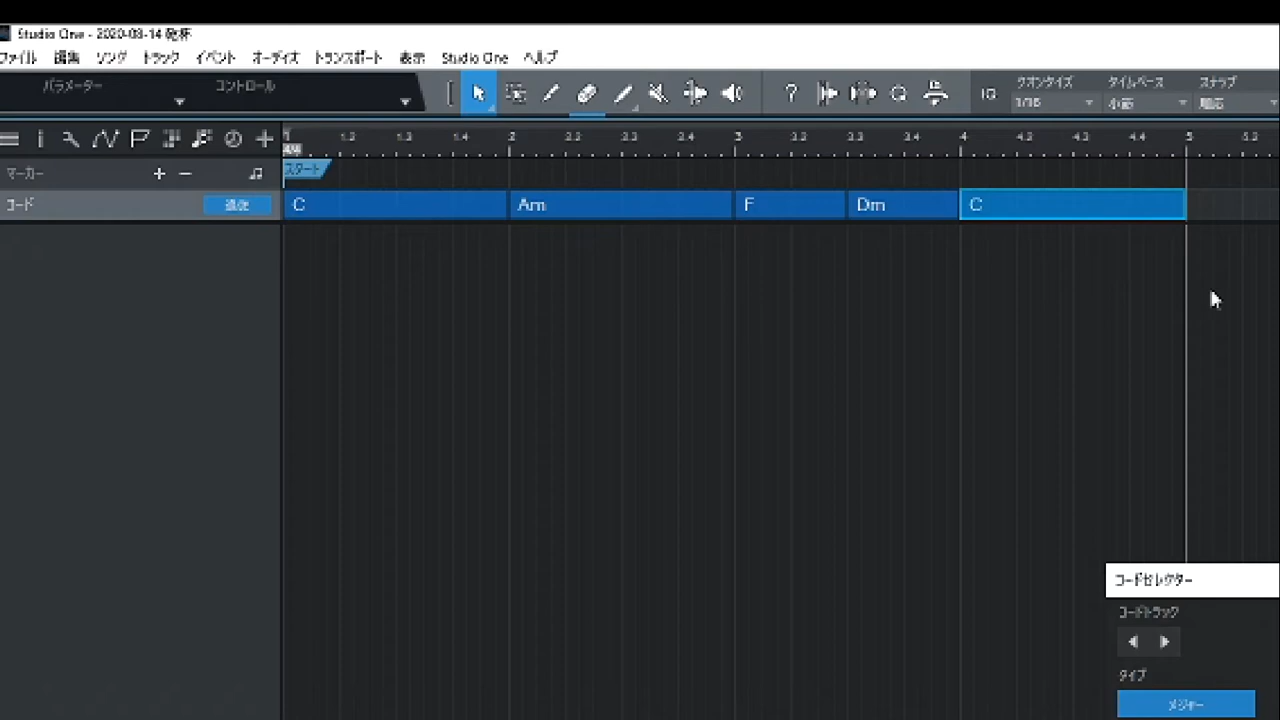 Studio One - 2020-08-14 乾杯
ファイル 編集 ソング トラック イベント オーディオ トランスポート 表示 Studio One ヘルプ
パラメーター コントロール
IQ クオンタイズ タイムベース スナップ
1/16 小節 順応
1 1.2 1.3 1.4 2 2.2 2.3 2.4 3 3.2 3.3 3.4 4 4.2 4.3 4.4 5 5.2
4/4
マーカー スタート
コード C Am F Dm C
コードセレクター
コードトラック
タイプ
メジャー